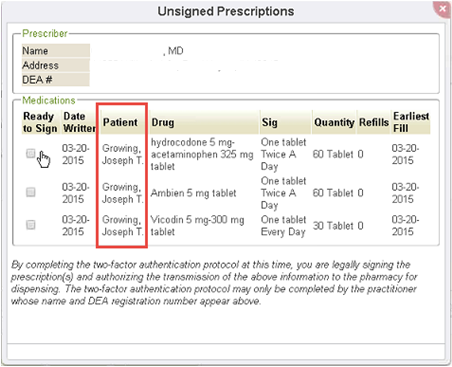 Unsigned Prescriptions
Prescriber
Name , MD
Address
DEA #
Medications
Ready to Sign Date Written Patient Drug Sig Quantity Refills Earliest Fill
03-20-2015 Growing, Joseph T. hydrocodone 5 mg-acetaminophen 325 mg tablet One tablet Twice A Day 60 Tablet 0 03-20-2015
03-20-2015 Growing, Joseph T. Ambien 5 mg tablet One tablet Twice A Day 60 Tablet 0 03-20-2015
03-20-2015 Growing, Joseph T. Vicodin 5 mg-300 mg tablet One tablet Every Day 30 Tablet 0 03-20-2015
By completing the two-factor authentication protocol at this time, you are legally signing the
prescription(s) and authorizing the transmission of the above information to the pharmacy for
dispensing. The two-factor authentication protocol may only be completed by the practitioner
whose name and DEA registration number appear above.